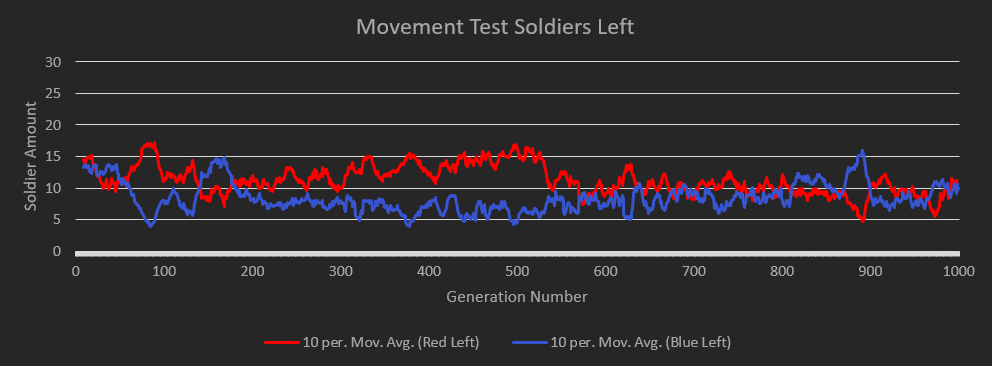 Movement Test Soldiers Left
30
25
20
15
10
5
0
Soldier Amount
0 100 200 300 400 500 600 700 800 900 1000
Generation Number
10 per. Mov. Avg. (Red Left) 10 per. Mov. Avg. (Blue Left)